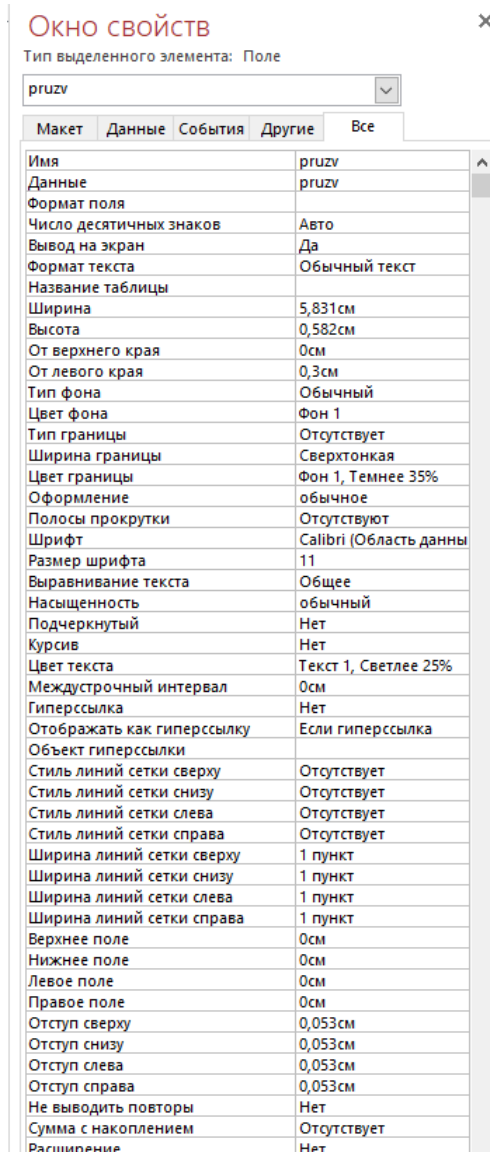 Окно свойств
Тип выделенного элемента: Поле
pruzv
Макет Данные События Другие Все
Имя pruzv
Данные pruzv
Формат поля
Число десятичных знаков Авто
Вывод на экран Да
Формат текста Обычный текст
Название таблицы
Ширина 5,831см
Высота 0,582см
От верхнего края 0см
От левого края 0,3см
Тип фона Обычный
Цвет фона Фон 1
Тип границы Отсутствует
Ширина границы Сверхтонкая
Цвет границы Фон 1, Темнее 35%
Оформление обычное
Полосы прокрутки Отсутствуют
Шрифт Calibri (Область данны
Размер шрифта 11
Выравнивание текста Общее
Насыщенность обычный
Подчеркнутый Нет
Курсив Нет
Цвет текста Текст 1, Светлее 25%
Междустрочный интервал 0см
Гиперссылка Нет
Отображать как гиперссылку Если гиперссылка
Объект гиперссылки
Стиль линий сетки сверху Отсутствует
Стиль линий сетки снизу Отсутствует
Стиль линий сетки слева Отсутствует
Стиль линий сетки справа Отсутствует
Ширина линий сетки сверху 1 пункт
Ширина линий сетки снизу 1 пункт
Ширина линий сетки слева 1 пункт
Ширина линий сетки справа 1 пункт
Верхнее поле 0см
Нижнее поле 0см
Левое поле 0см
Правое поле 0см
Отступ сверху 0,053см
Отступ снизу 0,053см
Отступ слева 0,053см
Отступ справа 0,053см
Не выводить повторы Нет
Сумма с накоплением Отсутствует
Расширение Нет